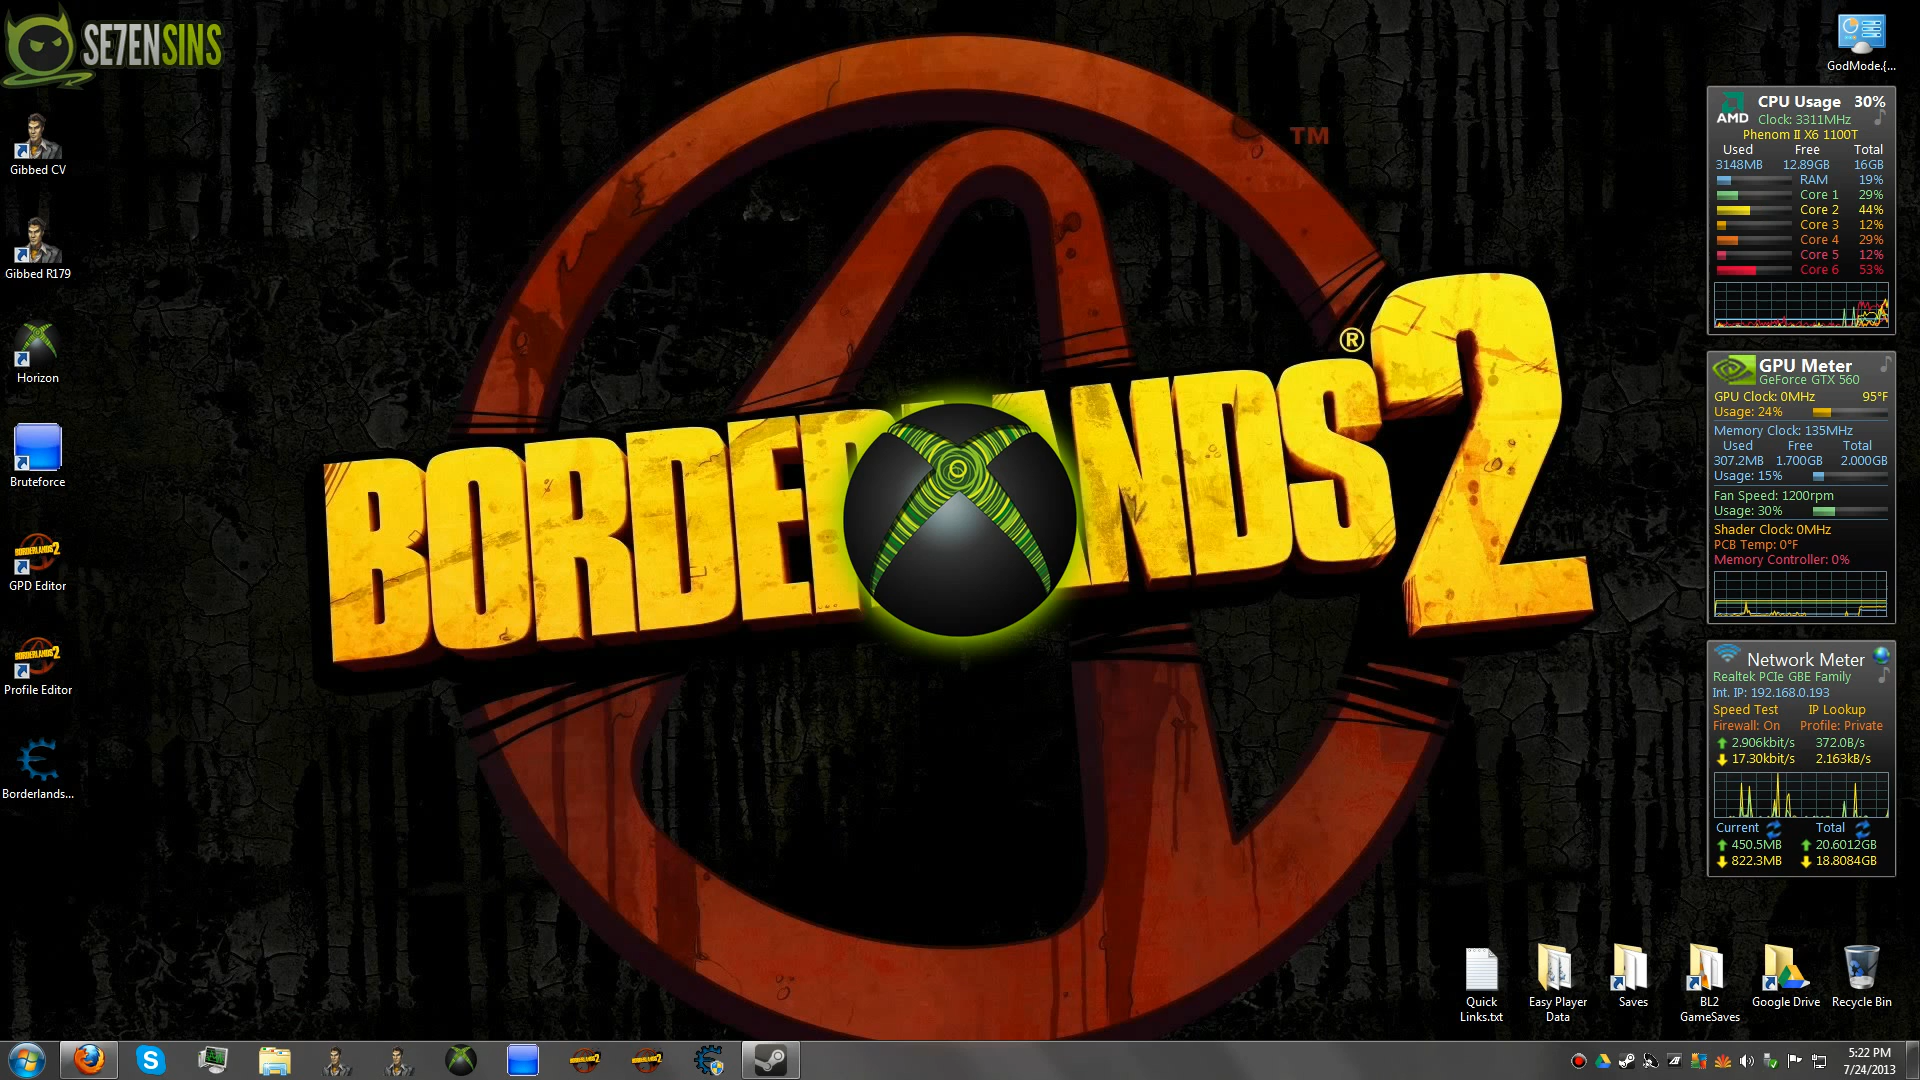 SE7ENSINS
GodMode.{...
Gibbed CV
Gibbed R179
Horizon
Bruteforce
GPD Editor
Profile Editor
Borderlands...
TM
BORDERLANDS 2
®
AMD
CPU Usage 30%
Clock: 3311MHz
Phenom II X6 1100T
Used Free Total
3148MB 12.89GB 16GB
RAM 19%
Core 1 29%
Core 2 44%
Core 3 12%
Core 4 29%
Core 5 12%
Core 6 53%
GPU Meter
GeForce GTX 560
GPU Clock: 0MHz 95°F
Usage: 24%
Memory Clock: 135MHz
Used Free Total
307.2MB 1.700GB 2.000GB
Usage: 15%
Fan Speed: 1200rpm
Usage: 30%
Shader Clock: 0MHz
PCB Temp: 0°F
Memory Controller: 0%
Network Meter
Realtek PCIe GBE Family
Int. IP: 192.168.0.193
Speed Test IP Lookup
Firewall: On Profile: Private
2.906kbit/s 372.0B/s
17.30kbit/s 2.163kB/s
Current Total
450.5MB 20.6012GB
822.3MB 18.8084GB
Quick
Links.txt
Easy Player
Data
Saves
BL2
GameSaves
Google Drive
Recycle Bin
5:22 PM
7/24/2013